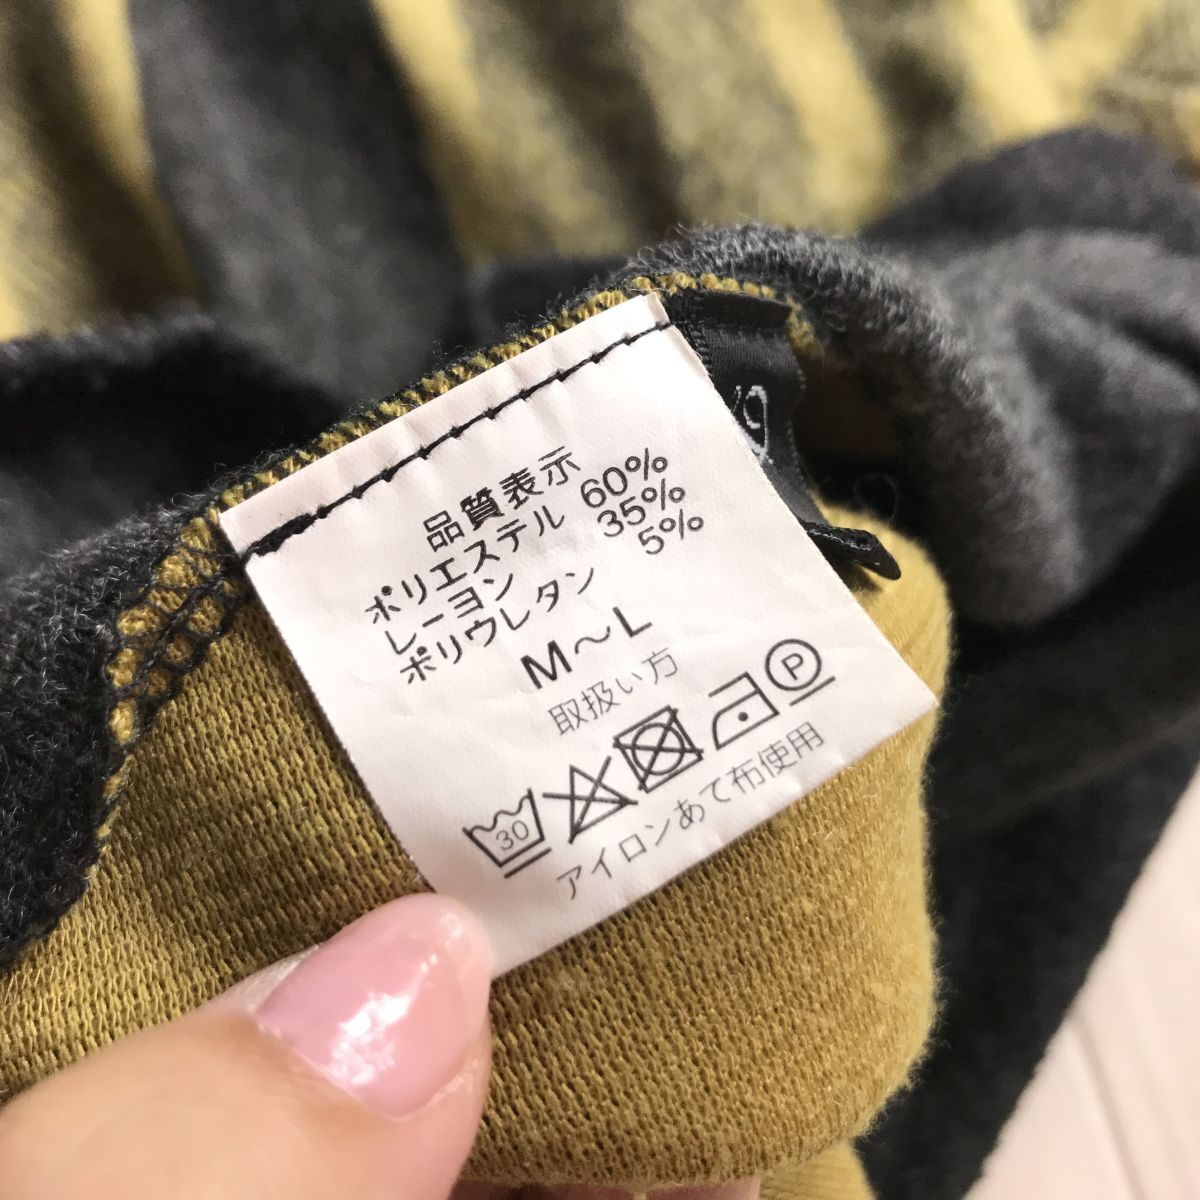 品質表示
ポリエステル 60%
レーヨン 35%
ポリウレタン 5%
M〜L
取扱い方
30 P
アイロンあて布使用